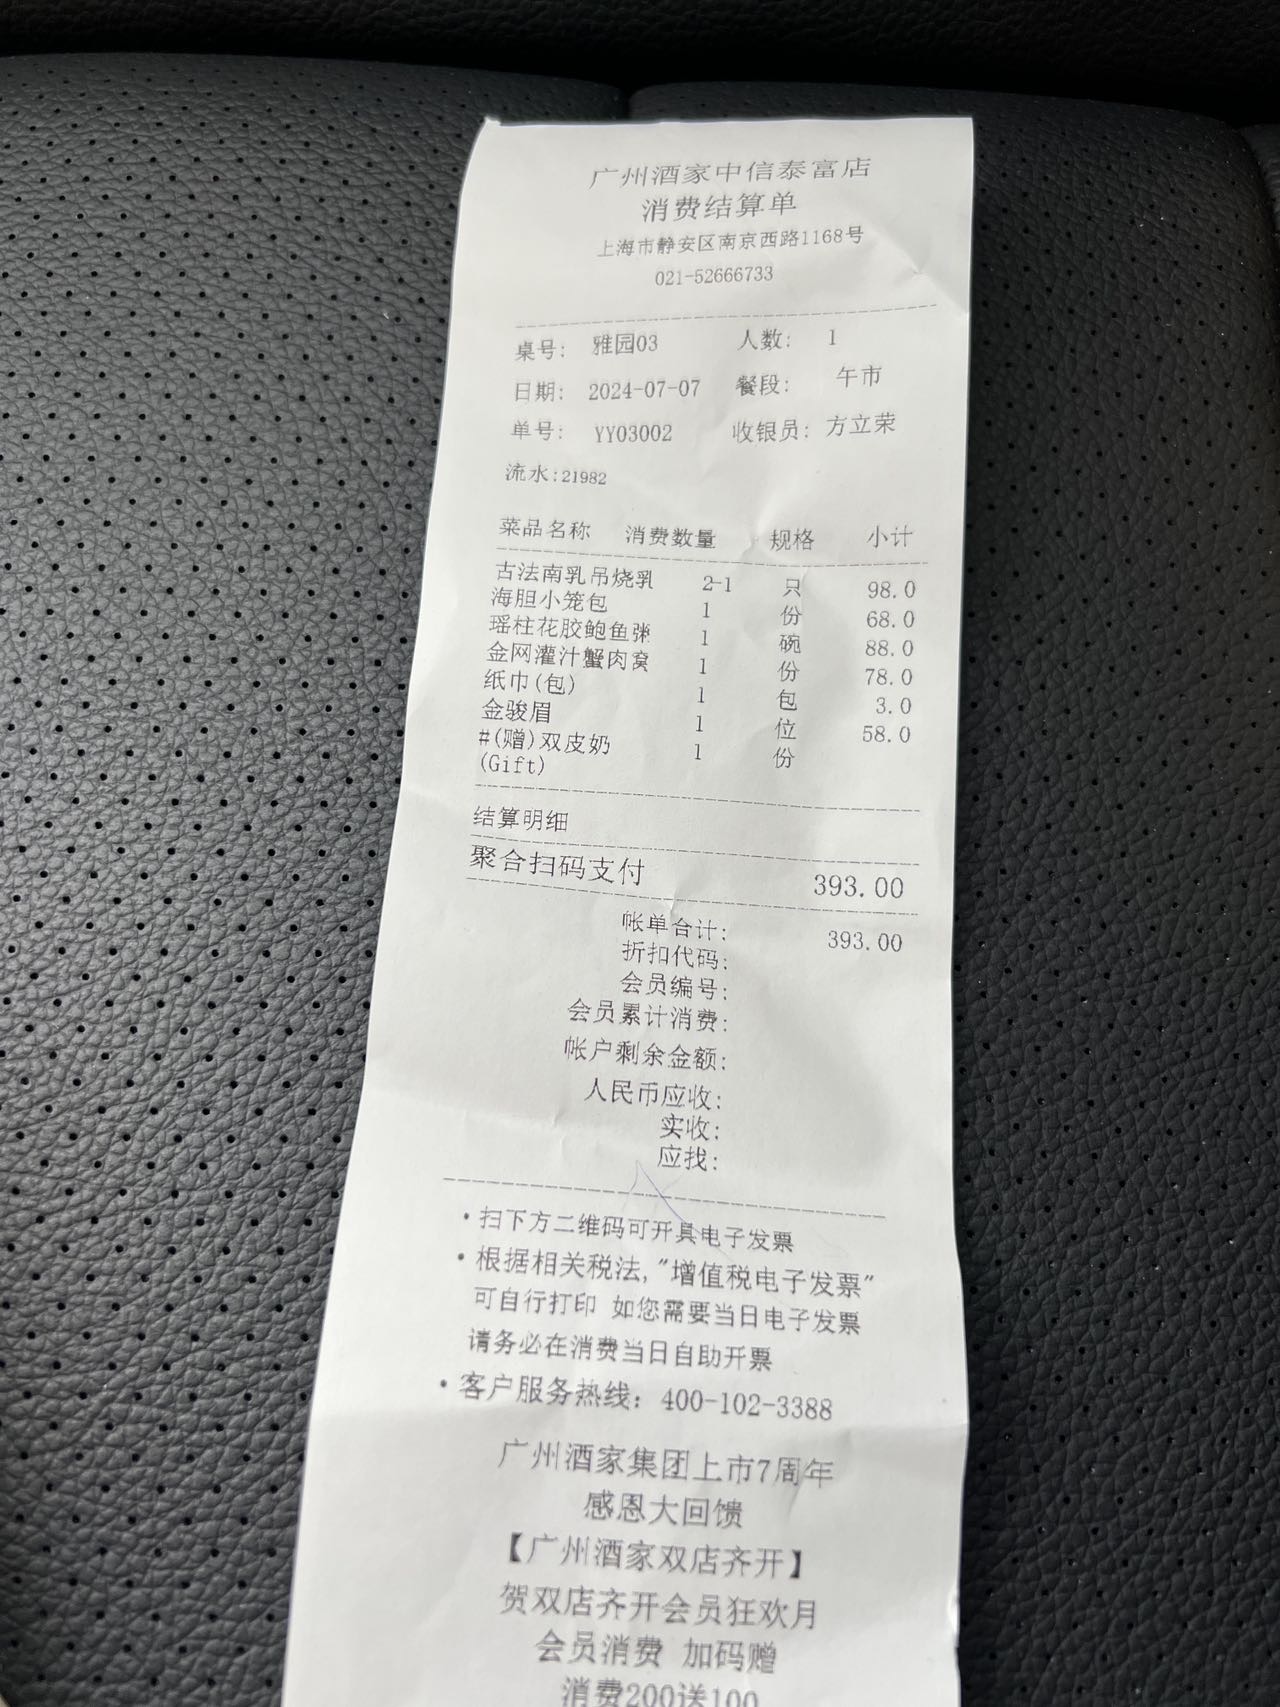 广州酒家中信泰富店
消费结算单
上海市静安区南京西路1168号
021-52666733
桌号: 雅园03 人数: 1
日期: 2024-07-07 餐段: 午市
单号: YY03002 收银员: 方立荣
流水:21982
菜品名称 消费数量 规格 小计
古法南乳吊烧乳 2-1 只 98.0
海胆小笼包 1 份 68.0
瑶柱花胶鲍鱼粥 1 碗 88.0
金网灌汁蟹肉窝 1 份 78.0
纸巾(包) 1 包 3.0
金骏眉 1 位 58.0
#(赠)双皮奶 1 份
(Gift)
结算明细
聚合扫码支付 393.00
帐单合计: 393.00
折扣代码:
会员编号:
会员累计消费:
帐户剩余金额:
人民币应收:
实收:
应找:
·扫下方二维码可开具电子发票
·根据相关税法,"增值税电子发票"
可自行打印 如您需要当日电子发票
请务必在消费当日自助开票
·客户服务热线: 400-102-3388
广州酒家集团上市7周年
感恩大回馈
【广州酒家双店齐开】
贺双店齐开会员狂欢月
会员消费 加码赠
消费200送100